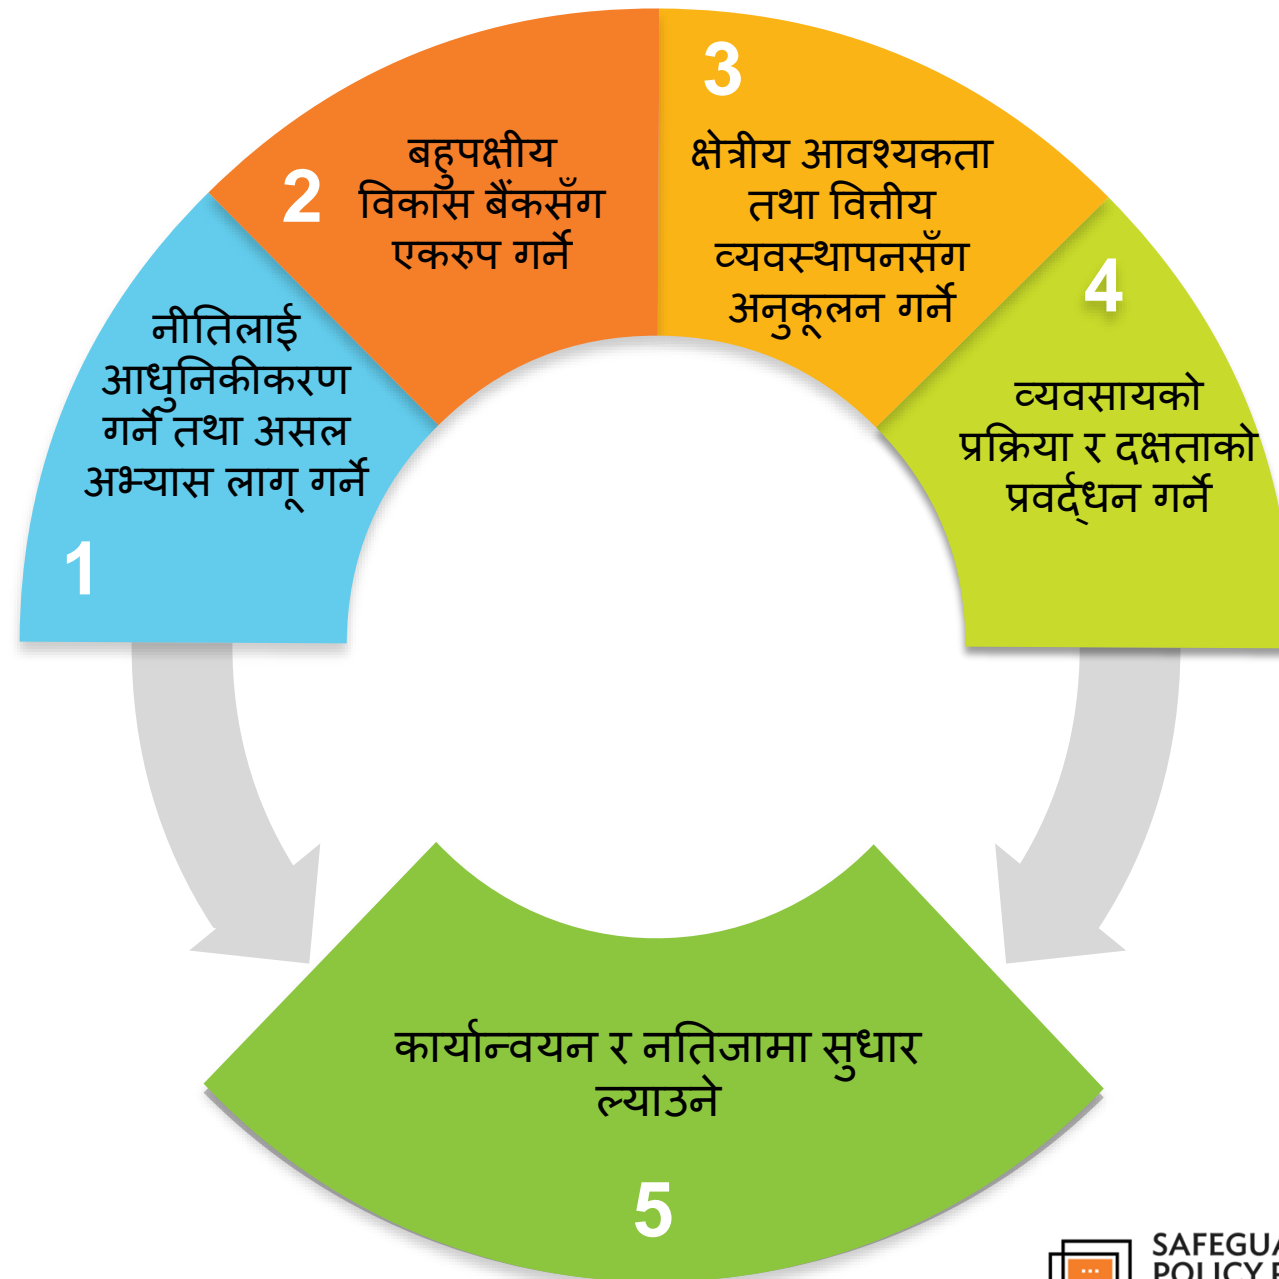 1
नीतिलाई
आधुनिकीकरण
गर्ने तथा असल
अभ्यास लागू गर्ने
2
बहुपक्षीय
विकास बैंकसँग
एकरुप गर्ने
3
क्षेत्रीय आवश्यकता
तथा वित्तीय
व्यवस्थापनसँग
अनुकूलन गर्ने
4
व्यवसायको
प्रक्रिया र दक्षताको
प्रवर्द्धन गर्ने
कार्यान्वयन र नतिजामा सुधार
ल्याउने
5
POLICY